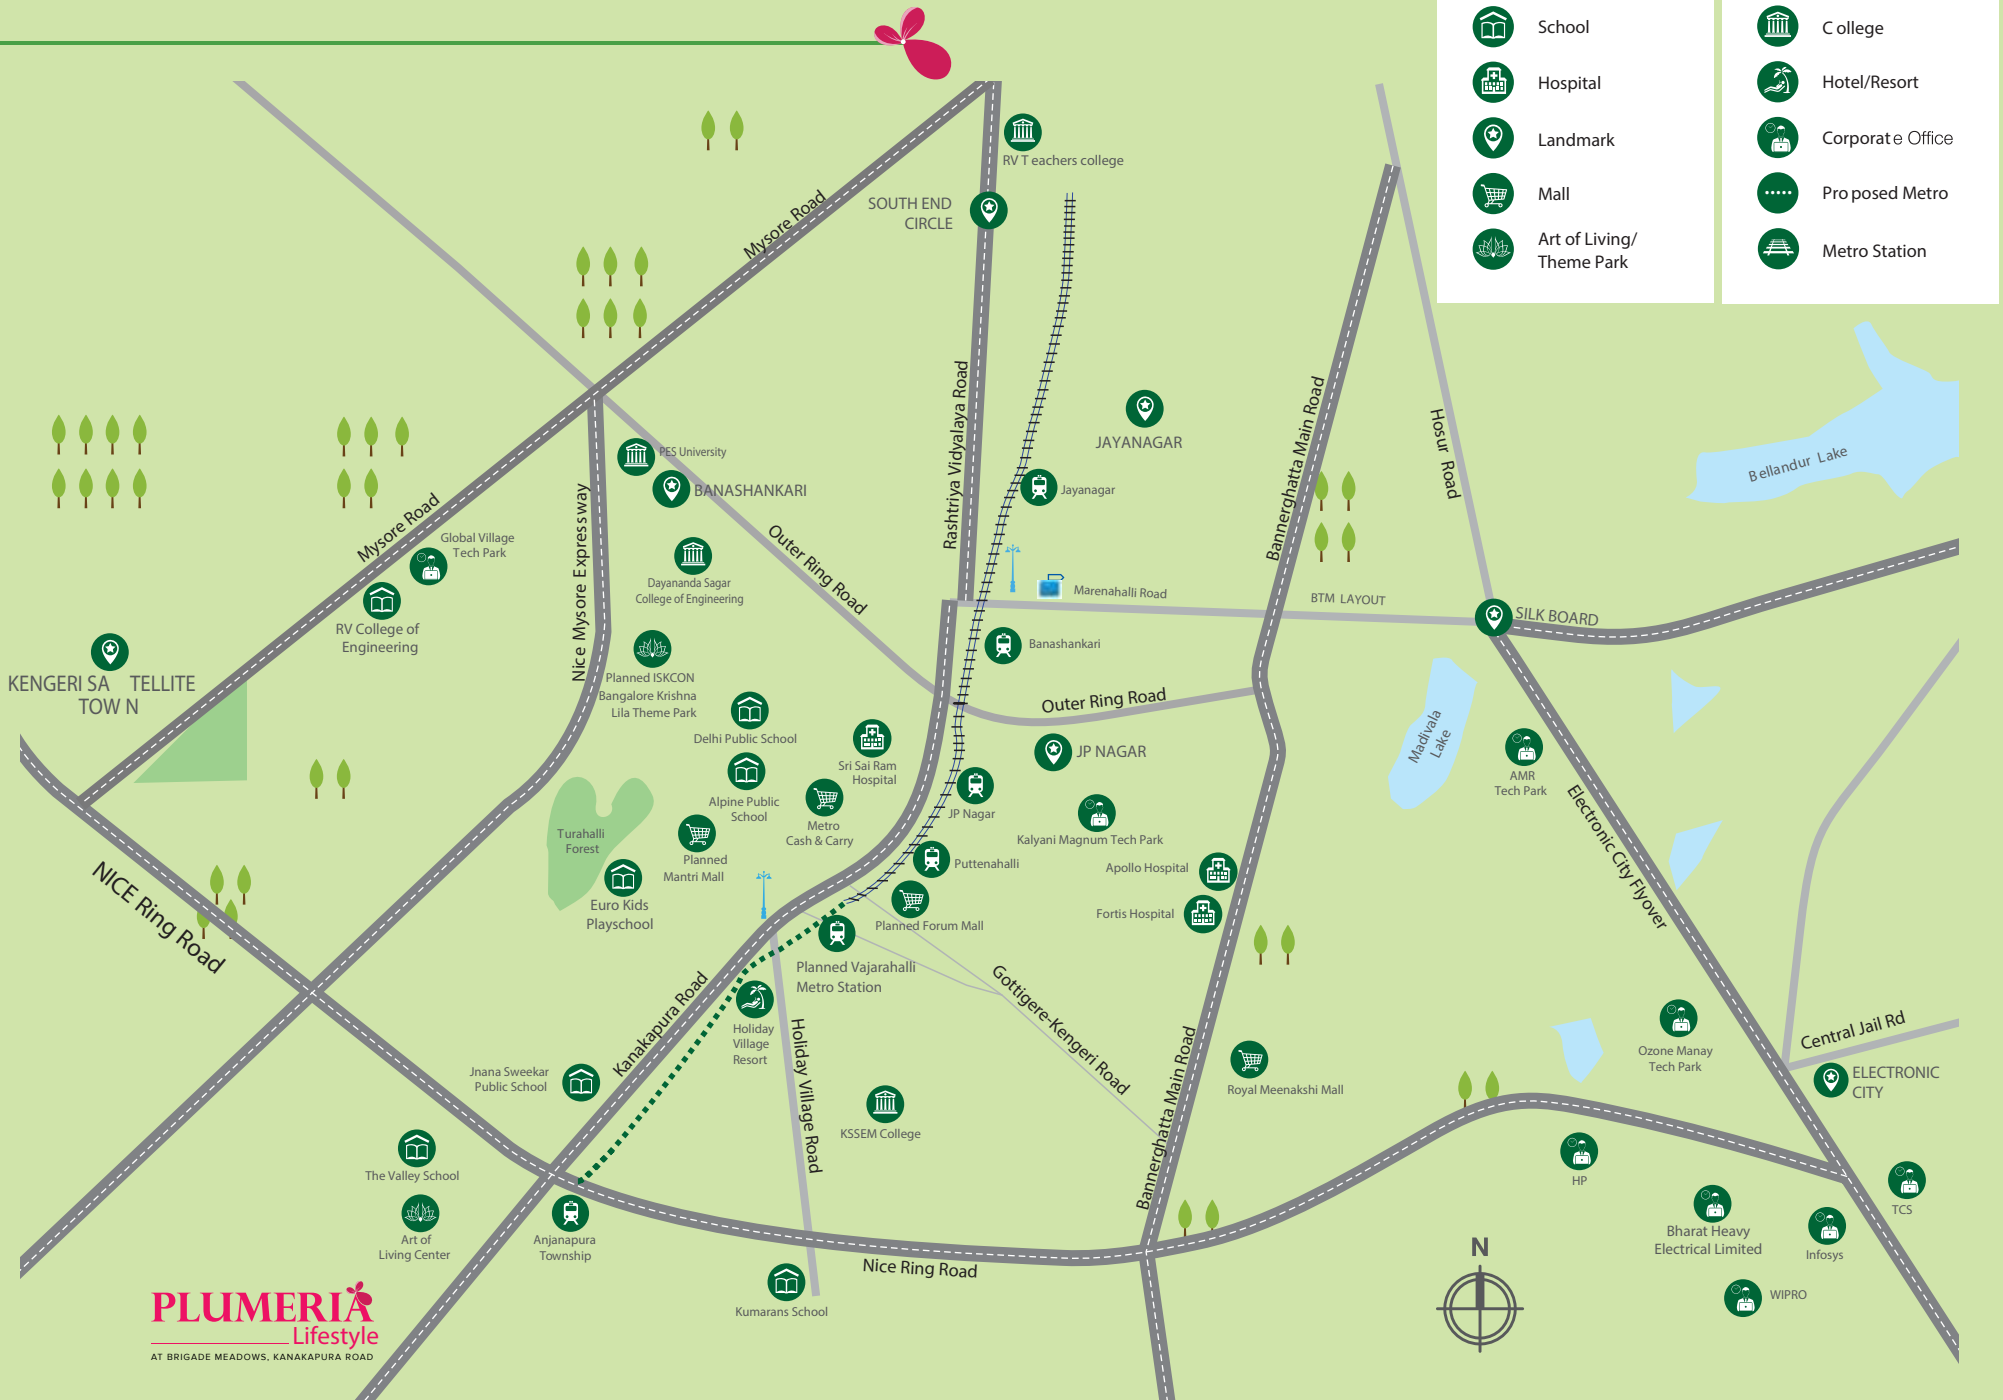 School
Hospital
Landmark
Mall
Art of Living/
Theme Park
C ollege
Hotel/Resort
Corporat e Office
Pro posed Metro
Metro Station
RV T eachers college
SOUTH END
CIRCLE
Mysore Road
Rashtriya Vidyalaya Road
JAYANAGAR
Jayanagar
Bannerghatta Main Road
Hosur Road
Bellandur Lake
PES University
BANASHANKARI
Mysore Road
Global Village
Tech Park
Nice Mysore Expressway
Dayananda Sagar
College of Engineering
Outer Ring Road
Marenahalli Road
BTM LAYOUT
SILK BOARD
RV College of
Engineering
KENGERI SA TELLITE
TOW N
Planned ISKCON
Bangalore Krishna
Lila Theme Park
Banashankari
Outer Ring Road
Delhi Public School
Sri Sai Ram
Hospital
JP NAGAR
Madivala
Lake
AMR
Tech Park
Alpine Public
School
Metro
Cash & Carry
JP Nagar
Kalyani Magnum Tech Park
Electronic City Flyover
Turahalli
Forest
Planned
Mantri Mall
Puttenahalli
Apollo Hospital
Euro Kids
Playschool
Planned Forum Mall
Fortis Hospital
NICE Ring Road
Planned Vajarahalli
Metro Station
Kanakapura Road
Gottigere-Kengeri Road
Holiday
Village
Resort
Holiday Village Road
Bannerghatta Main Road
Central Jail Rd
Ozone Manay
Tech Park
ELECTRONIC
CITY
Jnana Sweekar
Public School
Royal Meenakshi Mall
KSSEM College
The Valley School
HP
TCS
Art of
Living Center
Anjanapura
Township
Bharat Heavy
Electrical Limited
Infosys
Nice Ring Road
N
Kumarans School
WIPRO
PLUMERIA
Lifestyle
AT BRIGADE MEADOWS, KANAKAPURA ROAD